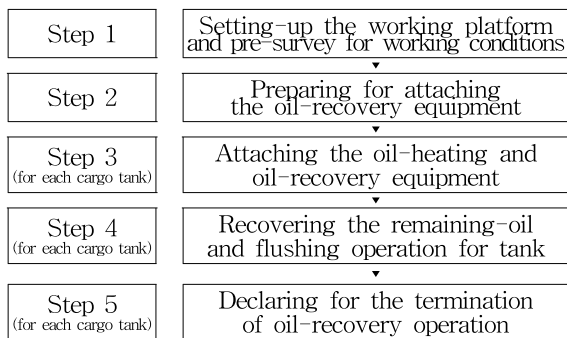 Step 1
Setting-up the working platform
and pre-survey for working conditions
Step 2
Preparing for attaching
the oil-recovery equipment
Step 3
(for each cargo tank)
Attaching the oil-heating and
oil-recovery equipment
Step 4
(for each cargo tank)
Recovering the remaining-oil
and flushing operation for tank
Step 5
(for each cargo tank)
Declaring for the termination
of oil-recovery operation